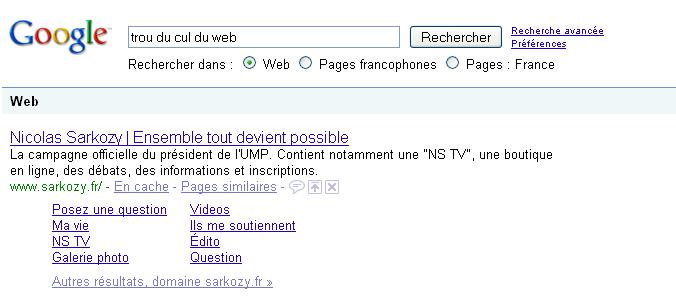 Google trou du cul du web Rechercher Recherche avancée
Préférences
Rechercher dans : Web Pages francophones Pages : France
Web
Nicolas Sarkozy | Ensemble tout devient possible
La campagne officielle du président de l'UMP. Contient notamment une "NS TV", une boutique
en ligne, des débats, des informations et inscriptions.
www.sarkozy.fr/ - En cache - Pages similaires -
Posez une question Videos
Ma vie Ils me soutiennent
NS TV Édito
Galerie photo Question
Autres résultats, domaine sarkozy.fr »